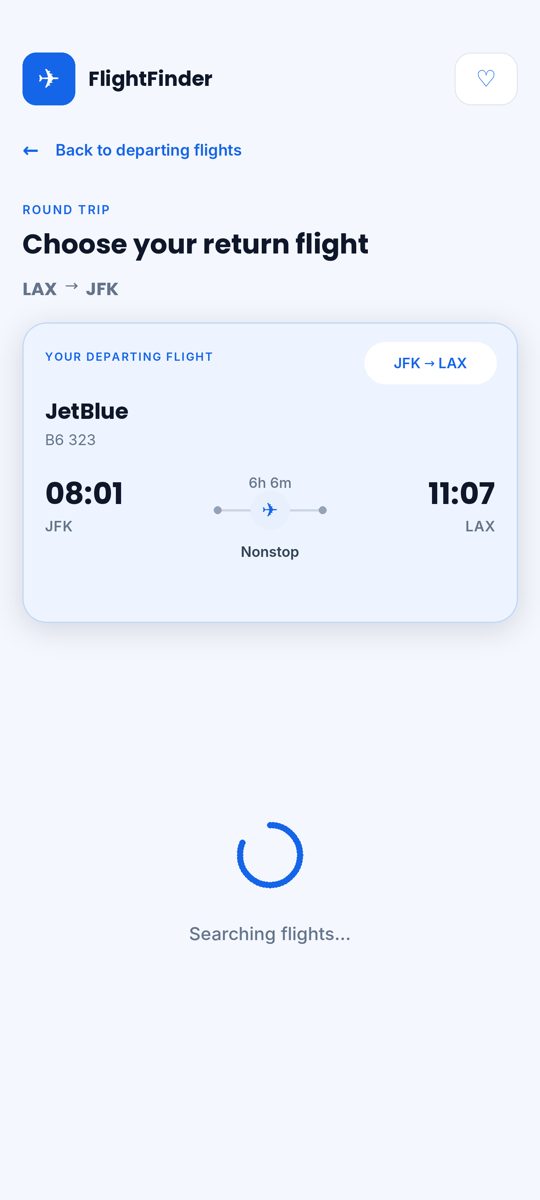 FlightFinder
← Back to departing flights
ROUND TRIP
Choose your return flight
LAX → JFK
YOUR DEPARTING FLIGHT
JFK → LAX
JetBlue
B6 323
08:01 6h 6m 11:07
JFK LAX
Nonstop
Searching flights...